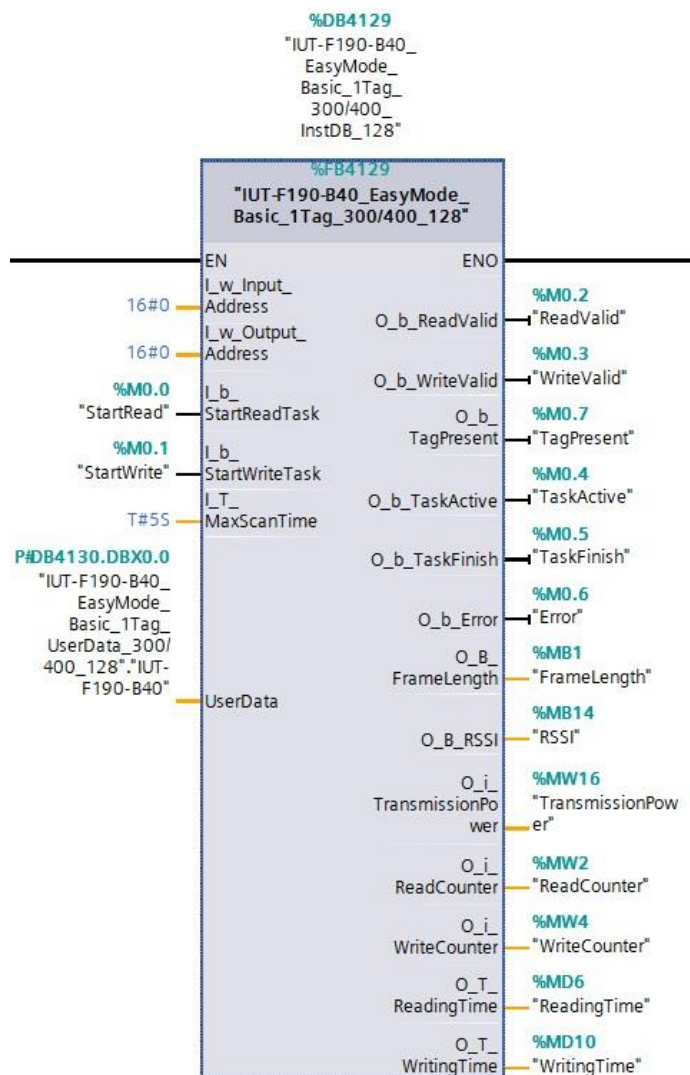 %DB4129
"IUT-F190-B40_
EasyMode_
Basic_1Tag_
300/400_
InstDB_128"
%FB4129
"IUT-F190-B40_EasyMode_
Basic_1Tag_300/400_128"
EN
ENO
16#0
I_w_Input_
Address
16#0
I_w_Output_
Address
%M0.0
"StartRead"
I_b_
StartReadTask
%M0.1
"StartWrite"
I_b_
StartWriteTask
T#5S
I_T_
MaxScanTime
P#DB4130.DBX0.0
"IUT-F190-B40_
EasyMode_
Basic_1Tag_
UserData_300/
400_128"."IUT-
F190-B40"
UserData
O_b_ReadValid
%M0.2
"ReadValid"
O_b_WriteValid
%M0.3
"WriteValid"
O_b_
TagPresent
%M0.7
"TagPresent"
O_b_TaskActive
%M0.4
"TaskActive"
O_b_TaskFinish
%M0.5
"TaskFinish"
O_b_Error
%M0.6
"Error"
O_B_
FrameLength
%MB1
"FrameLength"
O_B_RSSI
%MB14
"RSSI"
O_i_
TransmissionPo
wer
%MW16
"TransmissionPow
er"
O_i_
ReadCounter
%MW2
"ReadCounter"
O_i_
WriteCounter
%MW4
"WriteCounter"
O_T_
ReadingTime
%MD6
"ReadingTime"
O_T_
WritingTime
%MD10
"WritingTime"